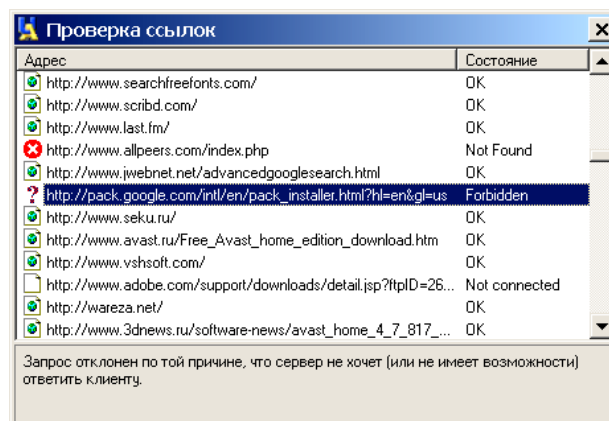 Проверка ссылок
Адрес Состояние
http://www.searchfreefonts.com/ OK
http://www.scribd.com/ OK
http://www.last.fm/ OK
http://www.allpeers.com/index.php Not Found
http://www.jwebnet.net/advancedgooglesearch.html OK
http://pack.google.com/intl/en/pack_installer.html?hl=en&gl=us Forbidden
http://www.seku.ru/ OK
http://www.avast.ru/Free_Avast_home_edition_download.htm OK
http://www.vshsoft.com/ OK
http://www.adobe.com/support/downloads/detail.jsp?ftpID=26... Not connected
http://wareza.net/ OK
http://www.3dnews.ru/software-news/avast_home_4_7_817_... OK
Запрос отклонен по той причине, что сервер не хочет (или не имеет возможности)
ответить клиенту.